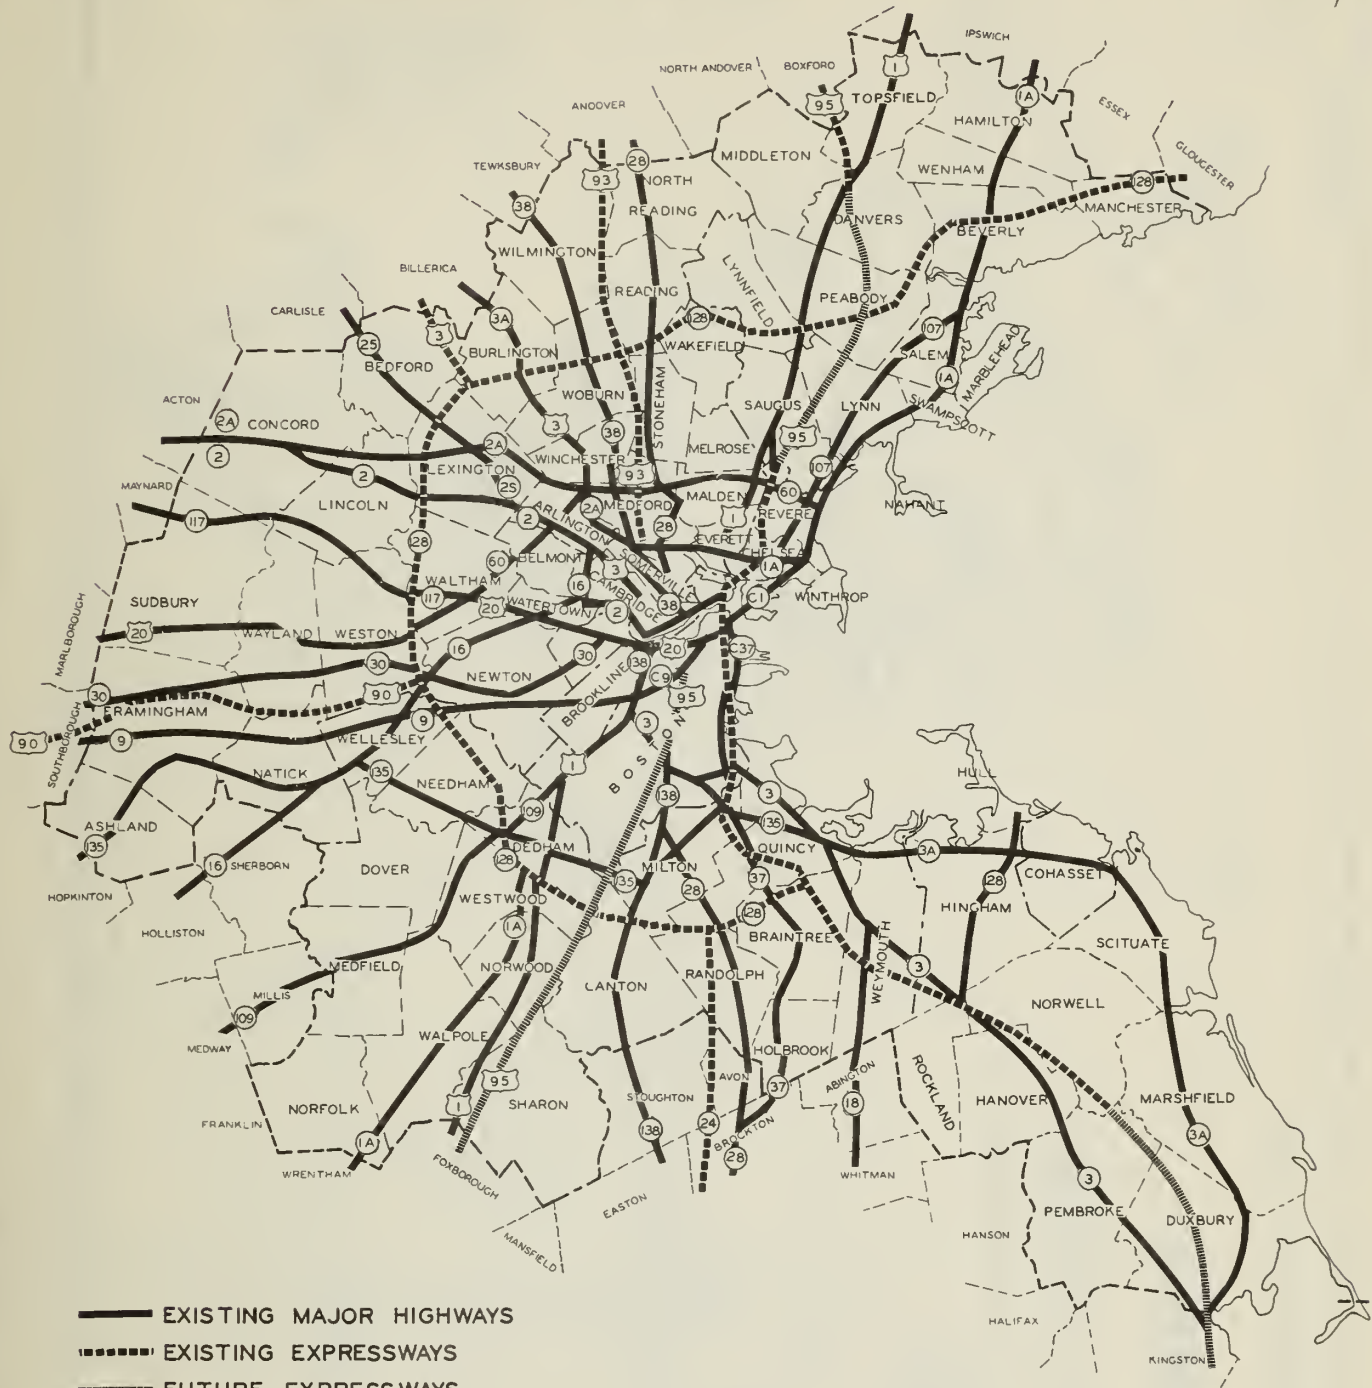 IPSWICH
NORTH ANDOVER
BOXFORD
1
95
TOPSFIELD
1A
ANDOVER
ESSEX
HAMILTON
TEWKSBURY
28
MIDDLETON
GLOUCESTER
93
NORTH
READING
WENHAM
128
38
MANCHESTER
DANVERS
BEVERLY
WILMINGTON
BILLERICA
LYNNFIELD
READING
PEABODY
CARLISLE
3A
128
107
3
25
BURLINGTON
WAKEFIELD
SALEM
MARBLEHEAD
BEDFORD
1A
WOBURN
STONEHAM
ACTON
2A
CONCORD
SAUGUS
LYNN
SWAMPSCOTT
3
38
95
2A
MELROSE
2
WINCHESTER
LEXINGTON
93
107
2
25
MAYNARD
LINCOLN
2A
MEDFORD
MALDEN
60
REVERE
NAHANT
117
2
ARLINGTON
28
1
EVERETT
128
CHELSEA
60
BELMONT
3
SOMERVILLE
1A
16
CAMBRIDGE
WALTHAM
117
20
WATERTOWN
2
38
C1
WINTHROP
SUDBURY
MARLBOROUGH
20
WAYLAND
WESTON
16
30
20
C37
30
38
NEWTON
C9
90
BROOKLINE
95
30
FRAMINGHAM
9
3
90
9
SOUTHBOROUGH
WELLESLEY
BOSTON
1
HULL
NATICK
135
NEEDHAM
138
3
109
ASHLAND
135
135
QUINCY
DEDHAM
128
3A
16
SHERBORN
DOVER
MILTON
135
37
COHASSET
HOPKINTON
28
128
HINGHAM
WESTWOOD
128
1A
HOLLISTON
BRAINTREE
WEYMOUTH
SCITUATE
MEDFIELD
NORWOOD
3
CANTON
RANDOLPH
MILLIS
NORWELL
109
WALPOLE
MEDWAY
HOLBROOK
95
AVON
37
ABINGTON
ROCKLAND
STOUGHTON
HANOVER
MARSHFIELD
NORFOLK
1
SHARON
18
FRANKLIN
24
138
BROCKTON
3A
1A
FOXBOROUGH
28
WRENTHAM
WHITMAN
3
EASTON
PEMBROKE
DUXBURY
HANSON
MANSFIELD
EXISTING MAJOR HIGHWAYS
HALIFAX
EXISTING EXPRESSWAYS
KINGSTON
FUTURE EXPRESSWAYS